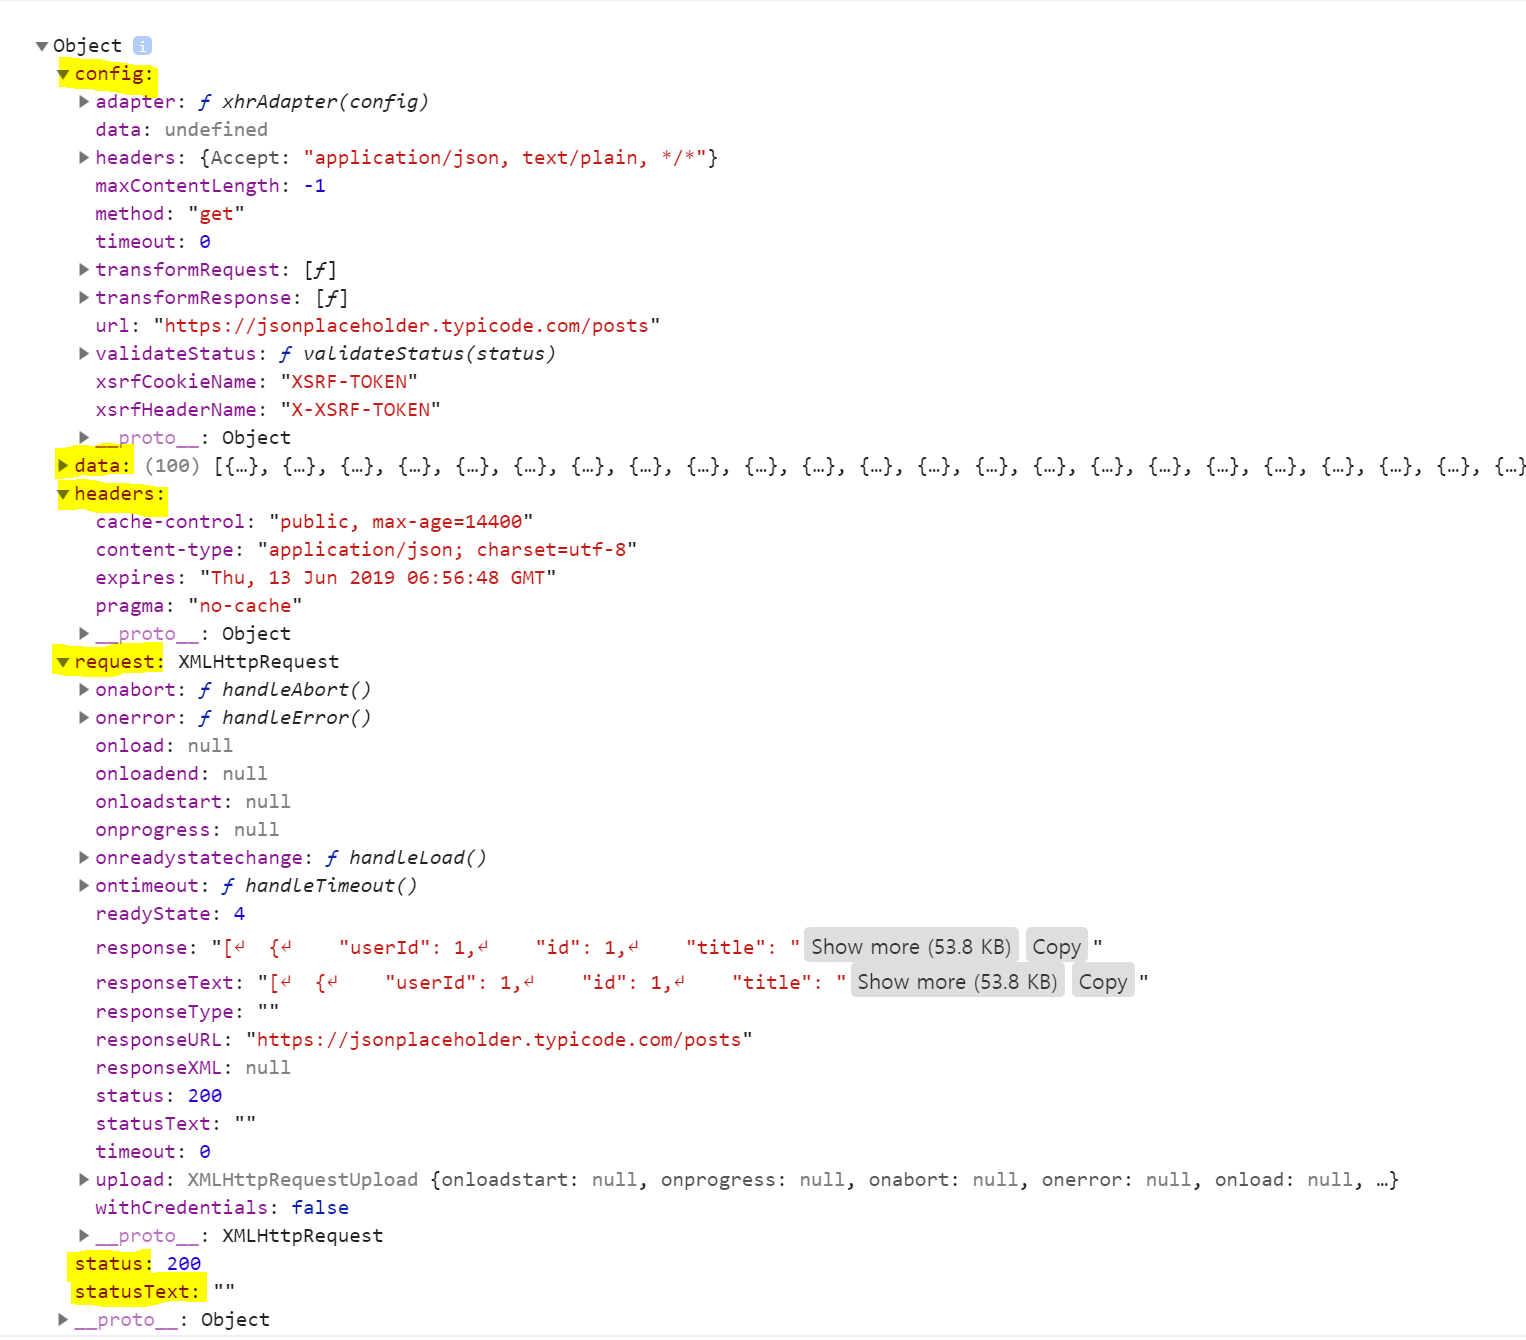 ▼Object i
▼config:
▶adapter: ƒ xhrAdapter(config)
data: undefined
▶headers: {Accept: "application/json, text/plain, */*"}
maxContentLength: -1
method: "get"
timeout: 0
▶transformRequest: [ƒ]
▶transformResponse: [ƒ]
url: "https://jsonplaceholder.typicode.com/posts"
▶validateStatus: ƒ validateStatus(status)
xsrfCookieName: "XSRF-TOKEN"
xsrfHeaderName: "X-XSRF-TOKEN"
▶__proto__: Object
▶data: (100) [{…}, {…}, {…}, {…}, {…}, {…}, {…}, {…}, {…}, {…}, {…}, {…}, {…}, {…}, {…}, {…}, {…}, {…}, {…}, {…}, {…}, {…}, {…}
▼headers:
cache-control: "public, max-age=14400"
content-type: "application/json; charset=utf-8"
expires: "Thu, 13 Jun 2019 06:56:48 GMT"
pragma: "no-cache"
▶__proto__: Object
▼request: XMLHttpRequest
▶onabort: ƒ handleAbort()
▶onerror: ƒ handleError()
onload: null
onloadend: null
onloadstart: null
onprogress: null
▶onreadystatechange: ƒ handleLoad()
▶ontimeout: ƒ handleTimeout()
readyState: 4
response: "[↵  {↵    "userId": 1,↵    "id": 1,↵    "title": "Show more (53.8 KB) Copy"
responseText: "[↵  {↵    "userId": 1,↵    "id": 1,↵    "title": "Show more (53.8 KB) Copy"
responseType: ""
responseURL: "https://jsonplaceholder.typicode.com/posts"
responseXML: null
status: 200
statusText: ""
timeout: 0
▶upload: XMLHttpRequestUpload {onloadstart: null, onprogress: null, onabort: null, onerror: null, onload: null, …}
withCredentials: false
▶__proto__: XMLHttpRequest
status: 200
statusText: ""
▶__proto__: Object